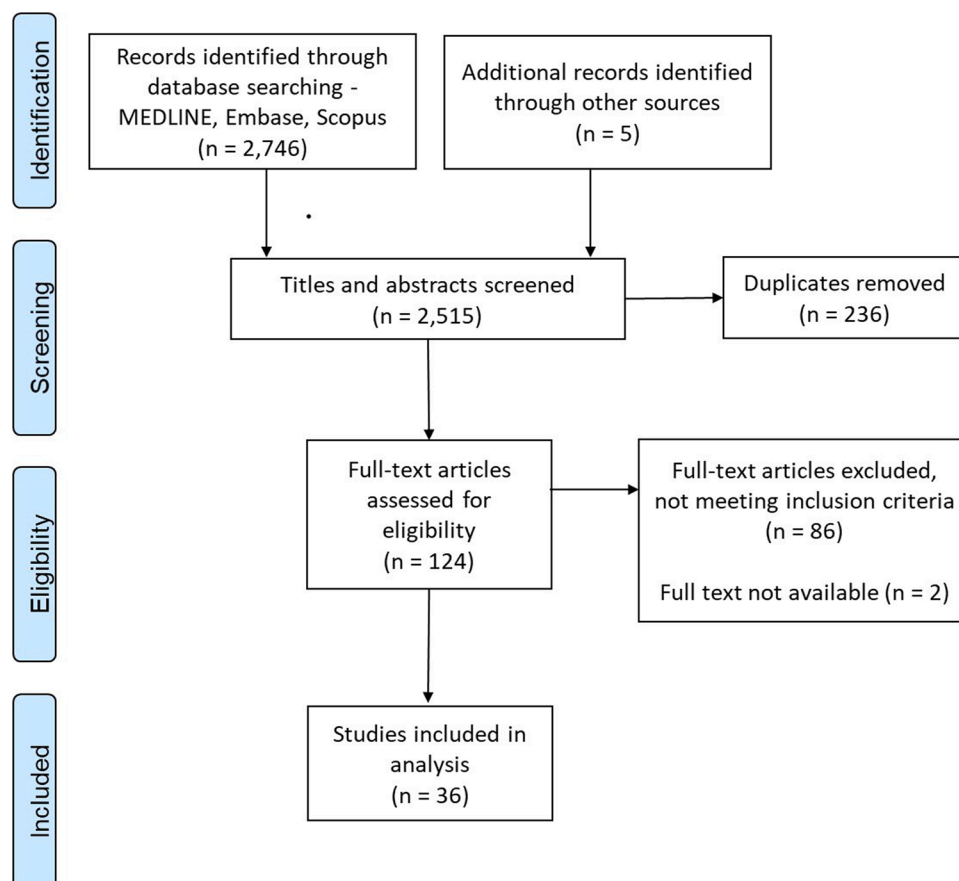 Identification
Records identified through
database searching -
MEDLINE, Embase, Scopus
(n = 2,746)
Additional records identified
through other sources
(n = 5)
Screening
Titles and abstracts screened
(n = 2,515)
Duplicates removed
(n = 236)
Eligibility
Full-text articles
assessed for
eligibility
(n = 124)
Full-text articles excluded,
not meeting inclusion criteria
(n = 86)
Full text not available (n = 2)
Included
Studies included in
analysis
(n = 36)